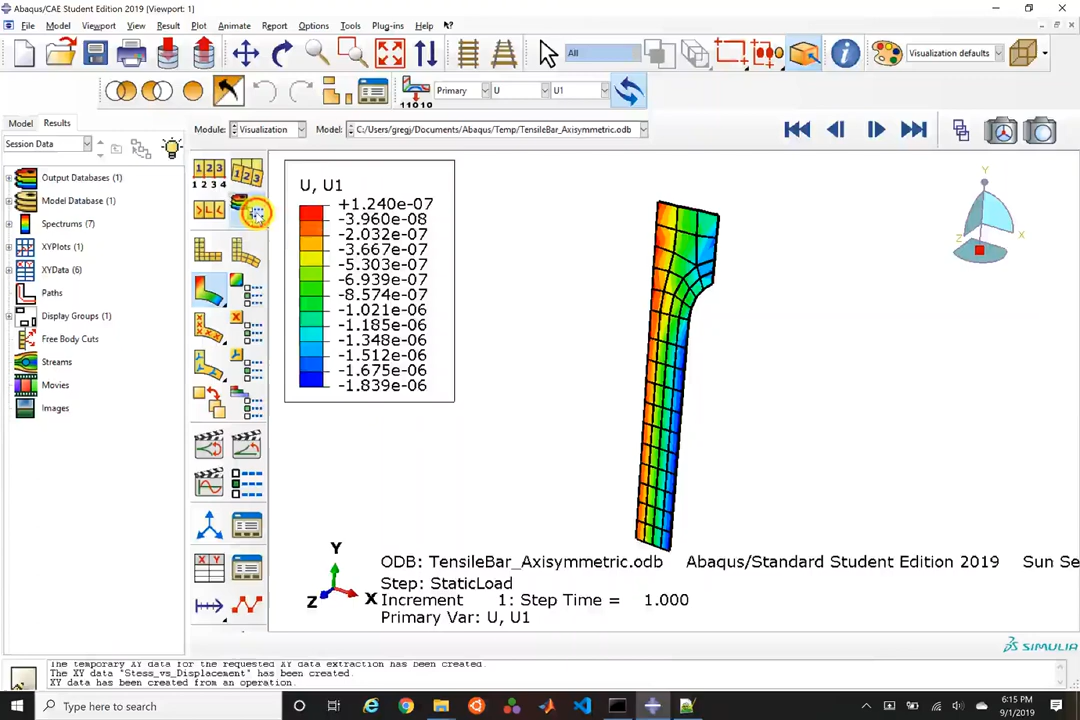 Abaqus/CAE Student Edition 2019 [Viewport: 1]
File Model Viewport View Result Plot Animate Report Options Tools Plug-ins Help
All
Visualization defaults
11010
Primary U U1
Model Results
Module: Visualization Model: C:/Users/gregj/Documents/Abaqus/Temp/TensileBar_Axisymmetric.odb
Session Data
Output Databases (1)
Model Database (1)
Spectrums (7)
XYPlots (1)
XYData (6)
Paths
Display Groups (1)
Free Body Cuts
Streams
Movies
Images
123
1234
123
X Y
U, U1
+1.240e-07
-3.960e-08
-2.032e-07
-3.667e-07
-5.303e-07
-6.939e-07
-8.574e-07
-1.021e-06
-1.185e-06
-1.348e-06
-1.512e-06
-1.675e-06
-1.839e-06
Y
Z
X
Y
Z
X
ODB: TensileBar_Axisymmetric.odb Abaqus/Standard Student Edition 2019 Sun Se
Step: StaticLoad
Increment 1: Step Time = 1.000
Primary Var: U, U1
SIMULIA
The temporary XY data for the requested XY data extraction has been created.
The XY data "Stess_vs_Displacement" has been created.
XY data has been created from an operation.
Type here to search
6:15 PM
9/1/2019